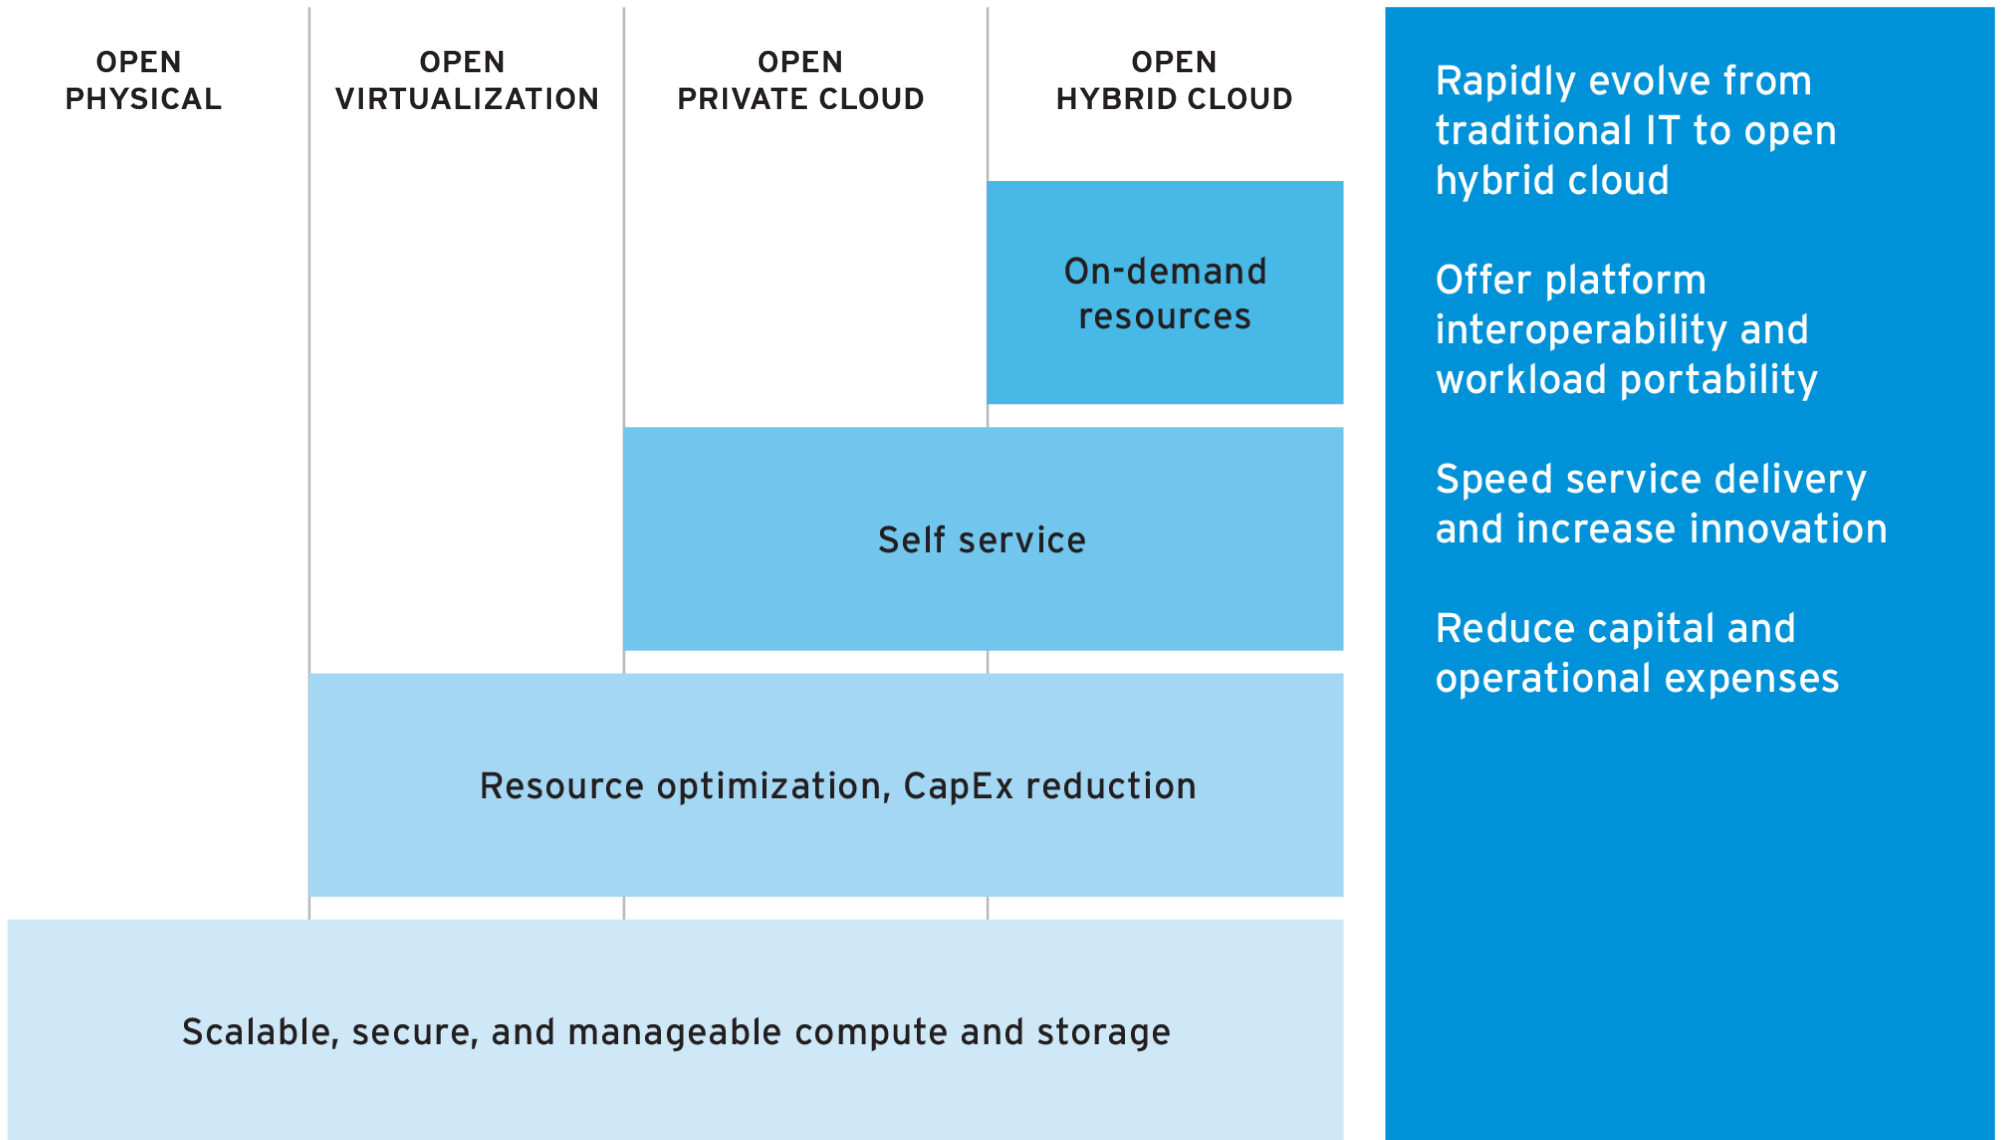 OPEN
PHYSICAL
OPEN
VIRTUALIZATION
OPEN
PRIVATE CLOUD
OPEN
HYBRID CLOUD
On-demand
resources
Self service
Resource optimization, CapEx reduction
Scalable, secure, and manageable compute and storage
Rapidly evolve from
traditional IT to open
hybrid cloud
Offer platform
interoperability and
workload portability
Speed service delivery
and increase innovation
Reduce capital and
operational expenses